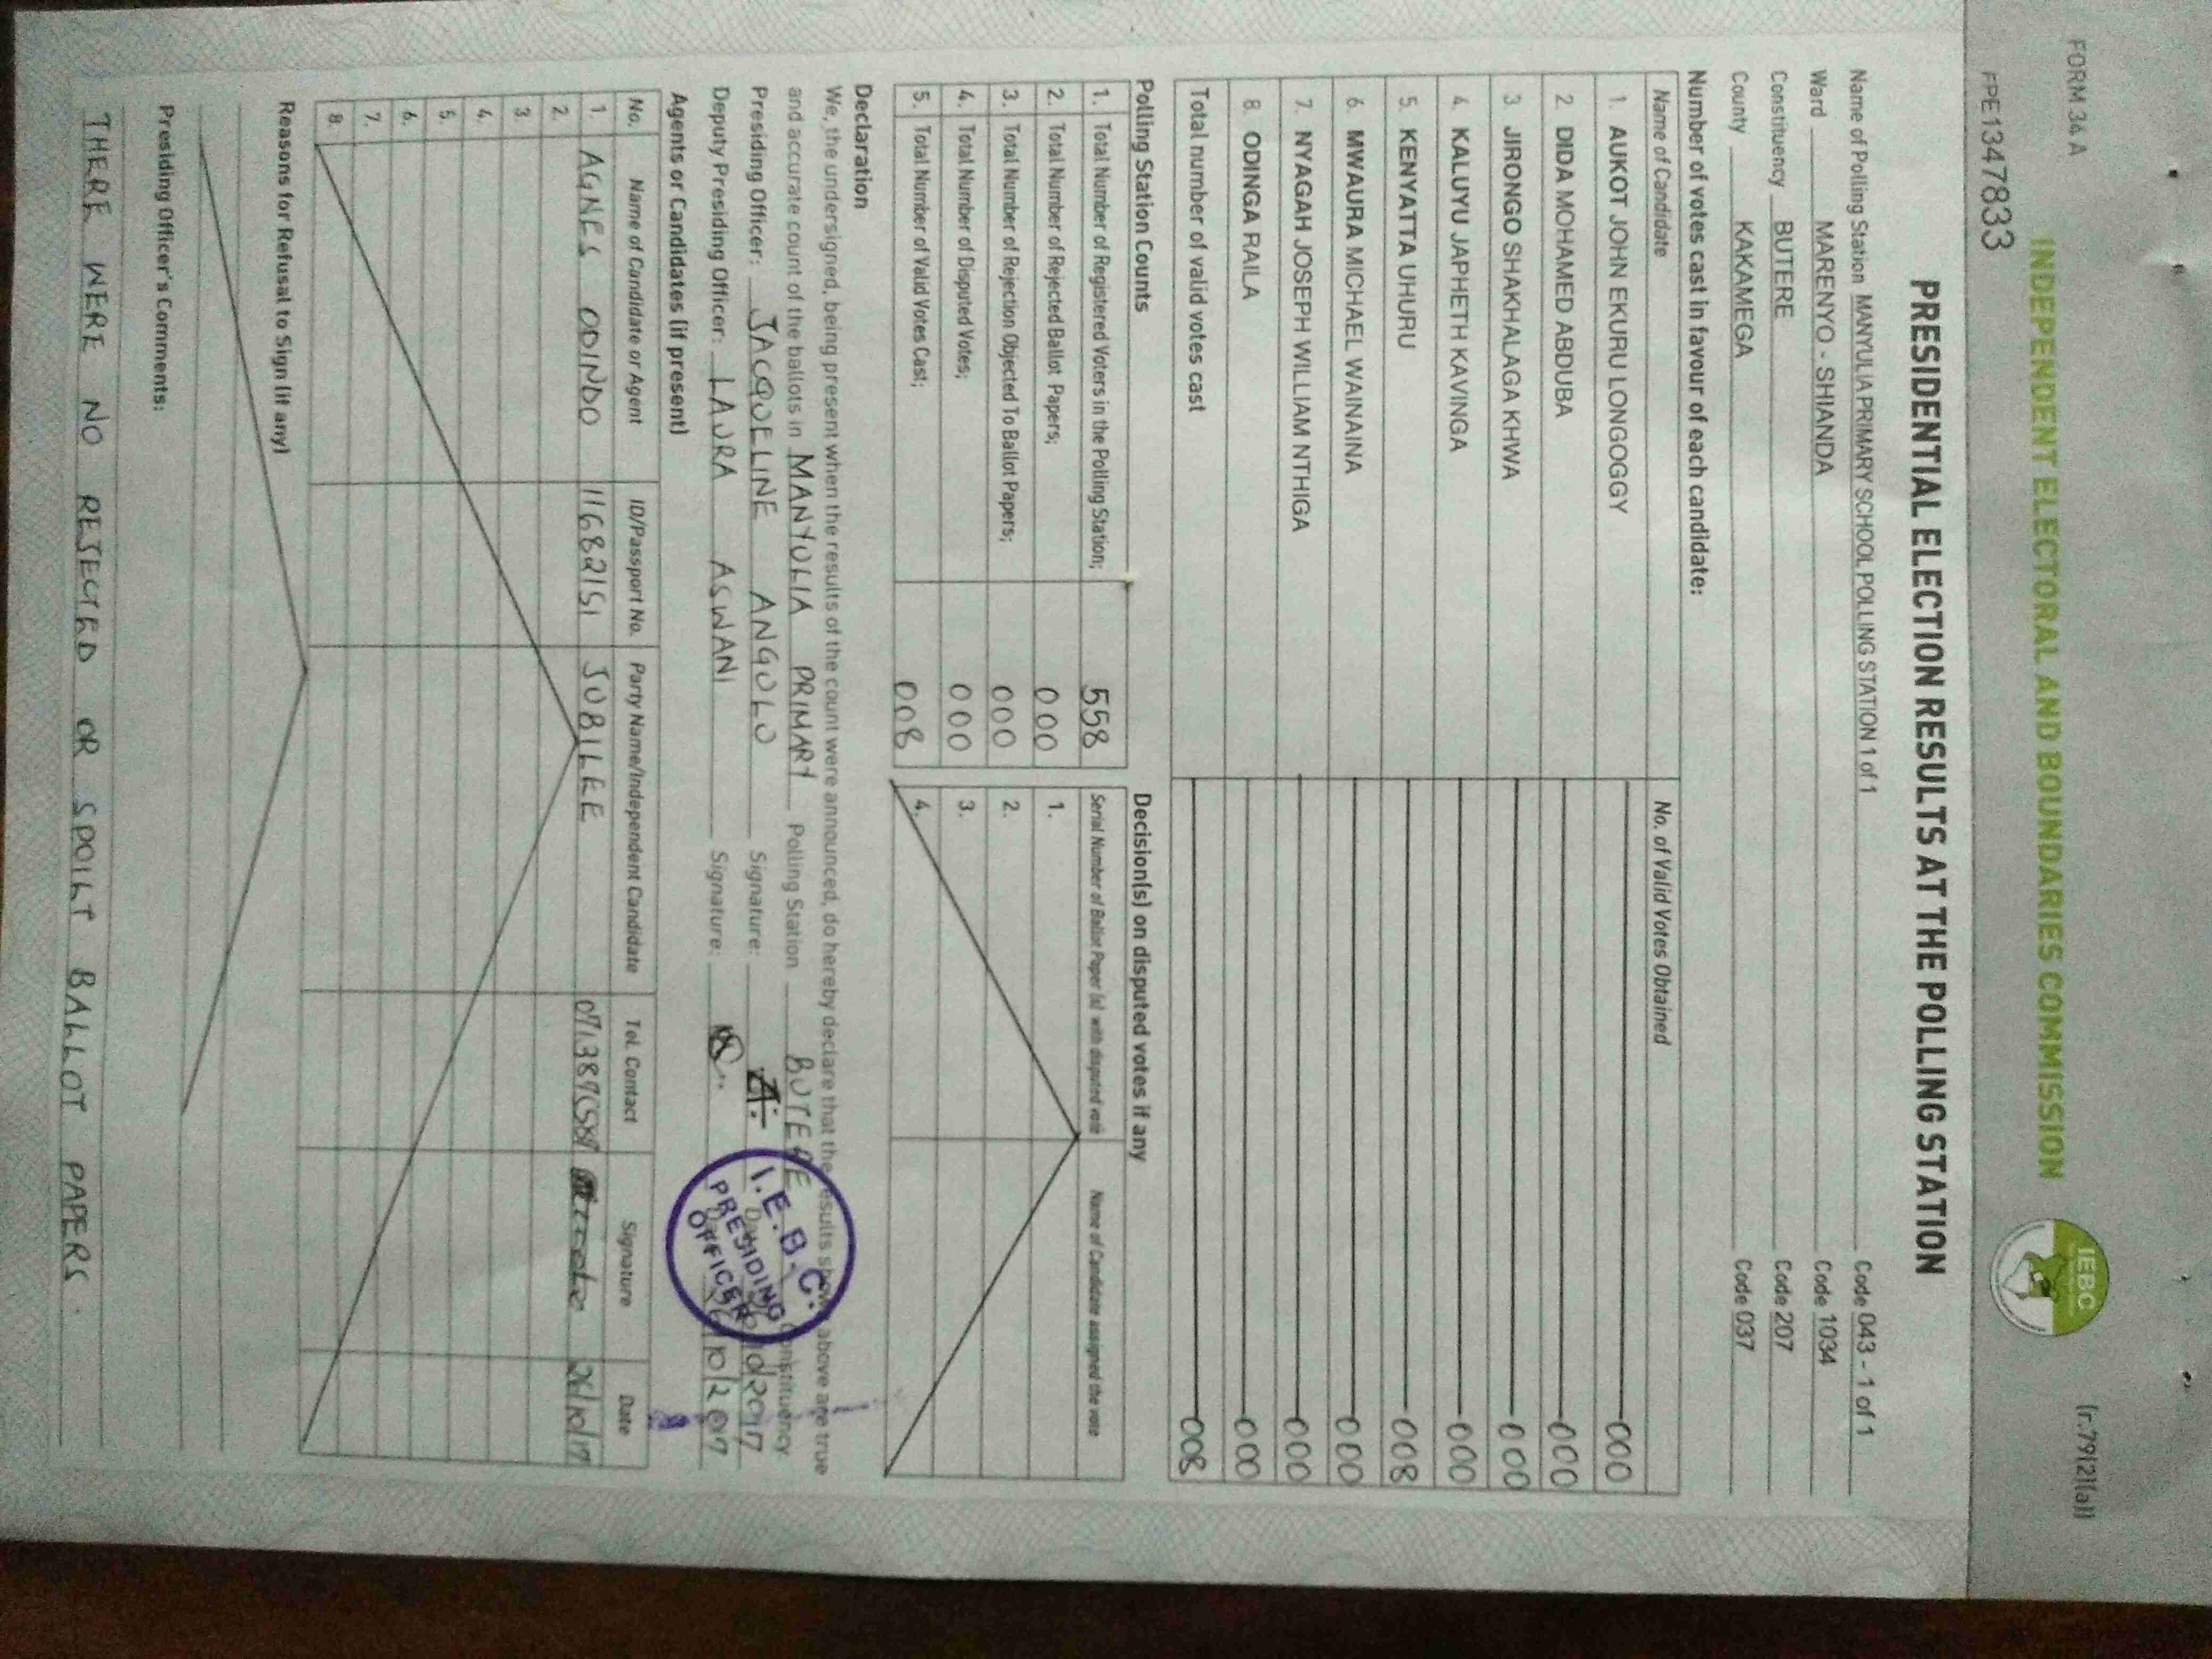 FORM 34 A
(r.79(2)(a))
INDEPENDENT ELECTORAL AND BOUNDARIES COMMISSION
IEBC
FPE1347833
PRESIDENTIAL ELECTION RESULTS AT THE POLLING STATION
Name of Polling Station MANYULIA PRIMARY SCHOOL POLLING STATION 1 of 1 Code 043 - 1 of 1
Ward MARENYO - SHIANDA Code 1034
Constituency BUTERE Code 207
County KAKAMEGA Code 037
Number of votes cast in favour of each candidate:
Name of Candidate No. of Valid Votes Obtained
1. AUKOT JOHN EKURU LONGOGGY 000
2. DIDA MOHAMED ABDUBA 000
3. JIRONGO SHAKHALAGA KHWA 000
4. KALUYU JAPHETH KAVINGA 000
5. KENYATTA UHURU 008
6. MWAURA MICHAEL WAINAINA 000
7. NYAGAH JOSEPH WILLIAM NTHIGA 000
8. ODINGA RAILA 000
Total number of valid votes cast 008
Polling Station Counts
1. Total Number of Registered Voters in the Polling Station; 558
2. Total Number of Rejected Ballot Papers; 000
3. Total Number of Rejection Objected To Ballot Papers; 000
4. Total Number of Disputed Votes; 000
5. Total Number of Valid Votes Cast; 008
Decision(s) on disputed votes if any
Serial Number of Ballot Paper (s) with disputed vote Name of Candidate assigned the vote
1.
2.
3.
4.
Declaration
We, the undersigned, being present when the results of the count were announced, do hereby declare that the results shown above are true
and accurate count of the ballots in MANYULIA PRIMARY Polling Station BUTERE Constituency
Presiding Officer: JACQUELINE ANGOLO Signature:
Deputy Presiding Officer: LAURA ASWANI Signature:
I.E.B.C.
PRESIDING
OFFICER
Agents or Candidates (if present)
No. Name of Candidate or Agent ID/Passport No. Party Name/Independent Candidate Tel. Contact Signature Date
1. AGNES ODINDO 11682151 JUBILEE 26/10/17
2.
3
4.
5.
6.
7.
8.
Reasons for Refusal to Sign (if any)
Presiding Officer's Comments:
THERE WERE NO REJECTED OR SPOILT BALLOT PAPERS.